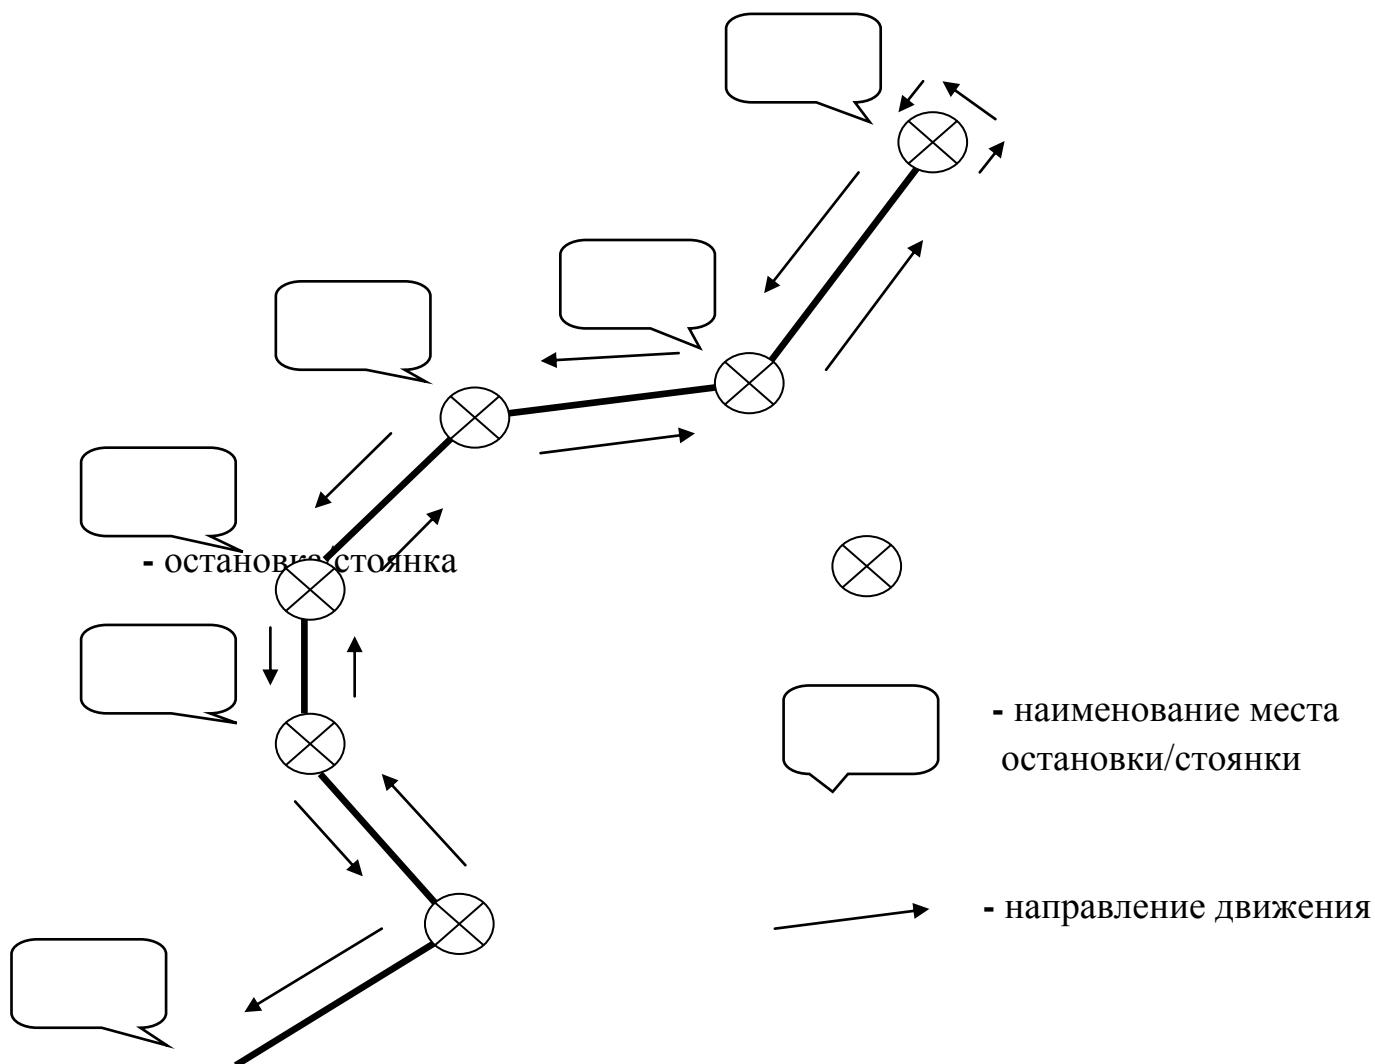 - остановка/стоянка
- наименование места
остановки/стоянки
- направление движения